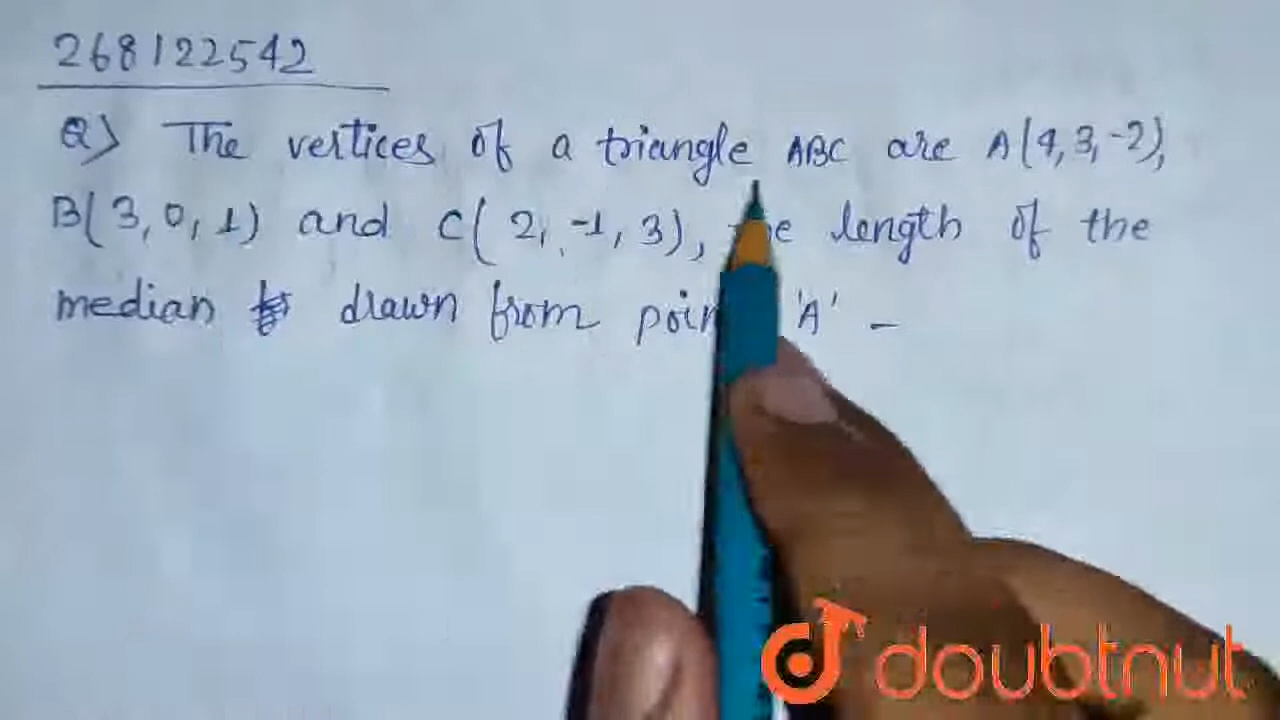 268122542
Q) The vertices of a triangle ABC are A(4,3,-2),
B(3,0,1) and C(2,-1,3), the length of the
median drawn from point 'A' -
doubtnut